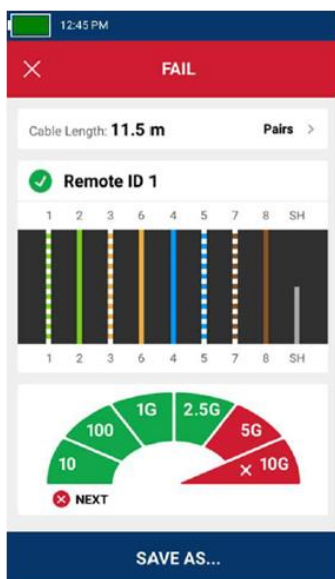 12:45 PM
FAIL
Cable Length: 11.5 m Pairs >
Remote ID 1
1 2 3 6 4 5 7 8 SH
1 2 3 6 4 5 7 8 SH
10 100 1G 2.5G 5G 10G
NEXT
SAVE AS...